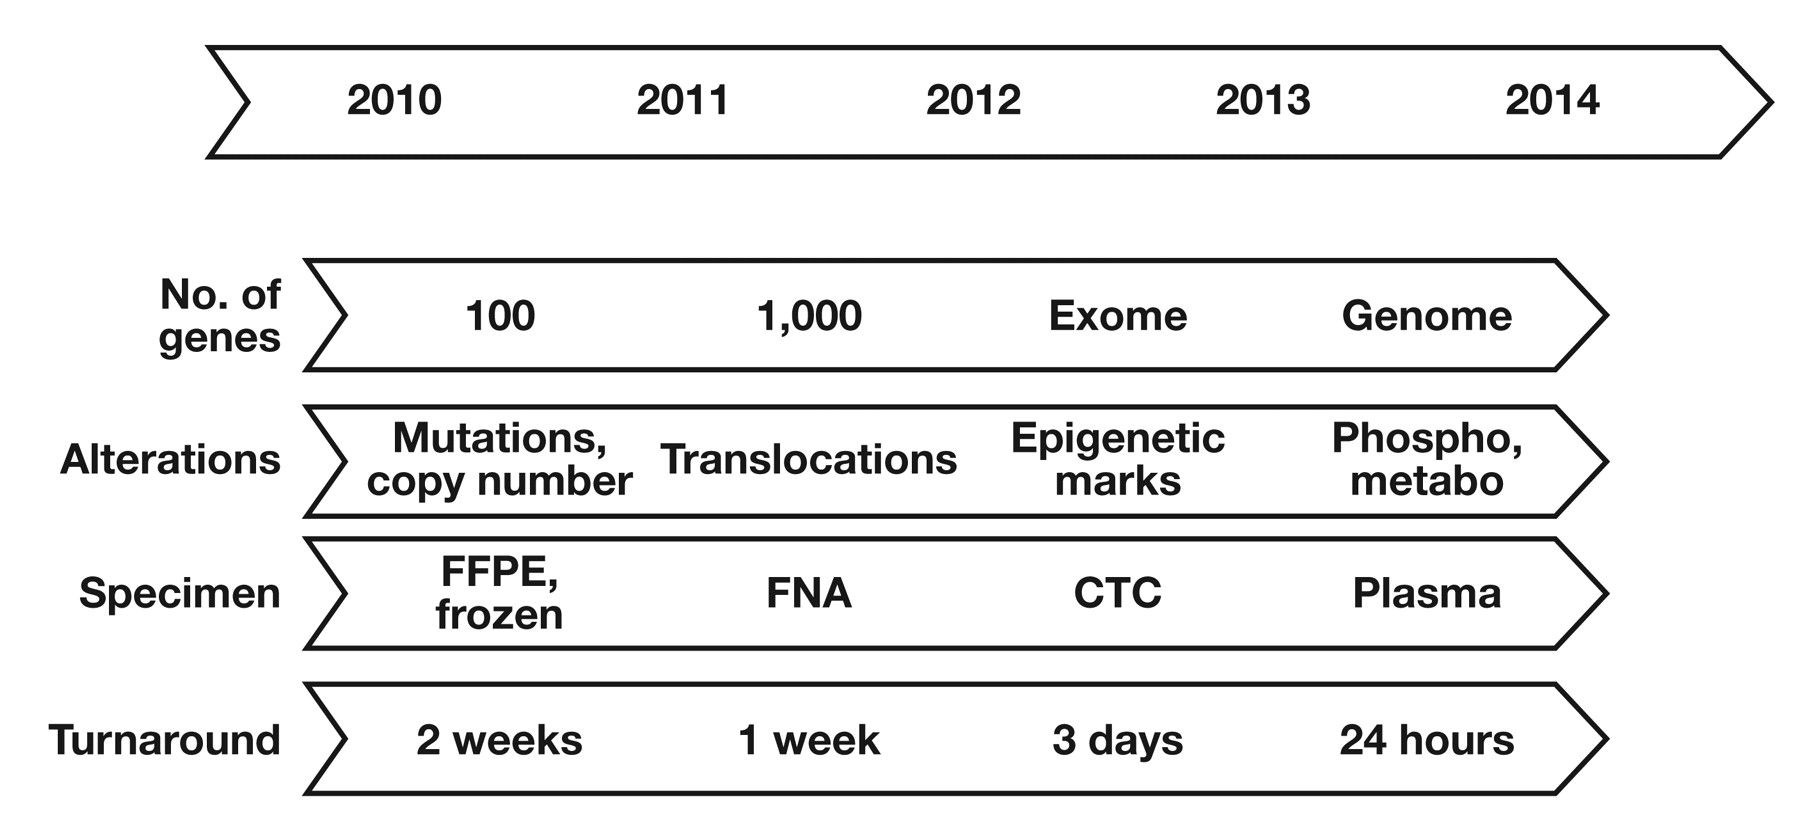 2010 2011 2012 2013 2014
No. of
genes
100 1,000 Exome Genome
Alterations
Mutations,
copy number
Translocations
Epigenetic
marks
Phospho,
metabo
Specimen
FFPE,
frozen
FNA
CTC
Plasma
Turnaround
2 weeks 1 week 3 days 24 hours